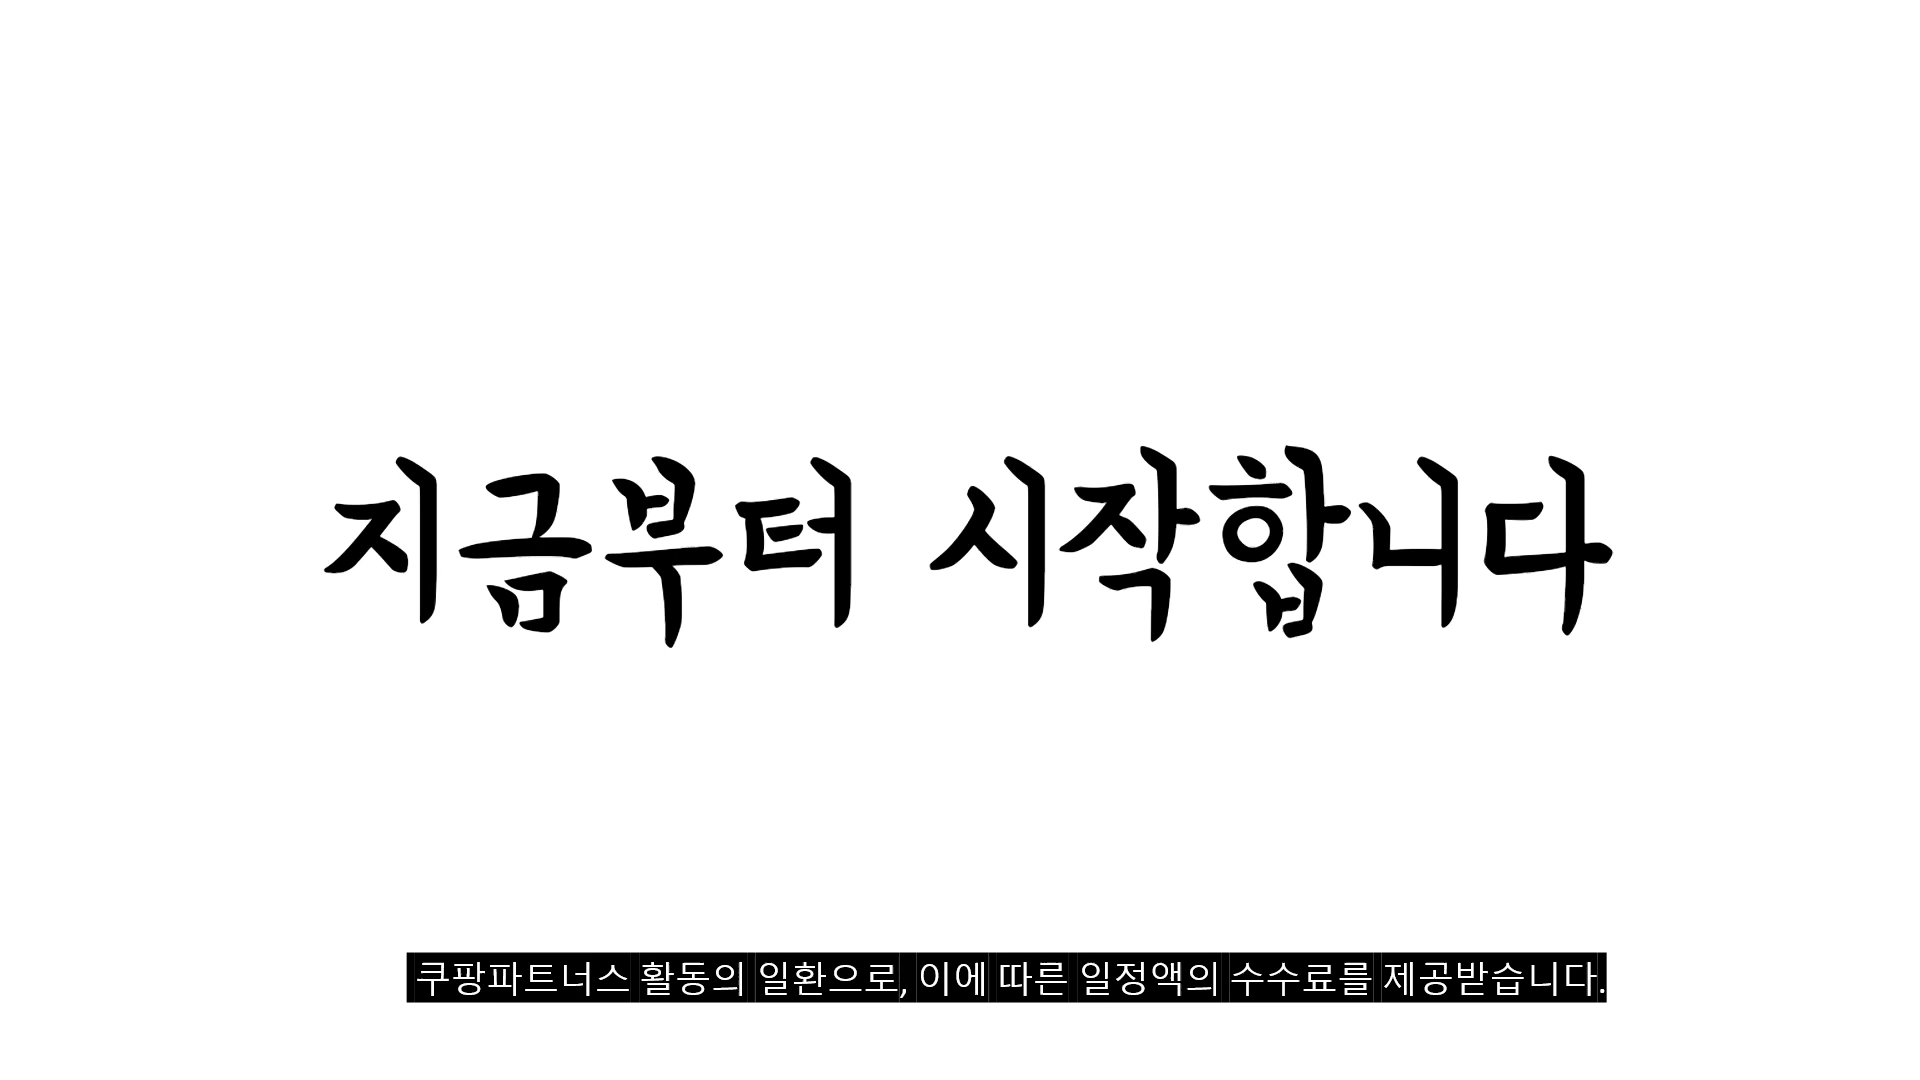 지금부터 시작합니다
쿠팡파트너스 활동의 일환으로, 이에 따른 일정액의 수수료를 제공받습니다.